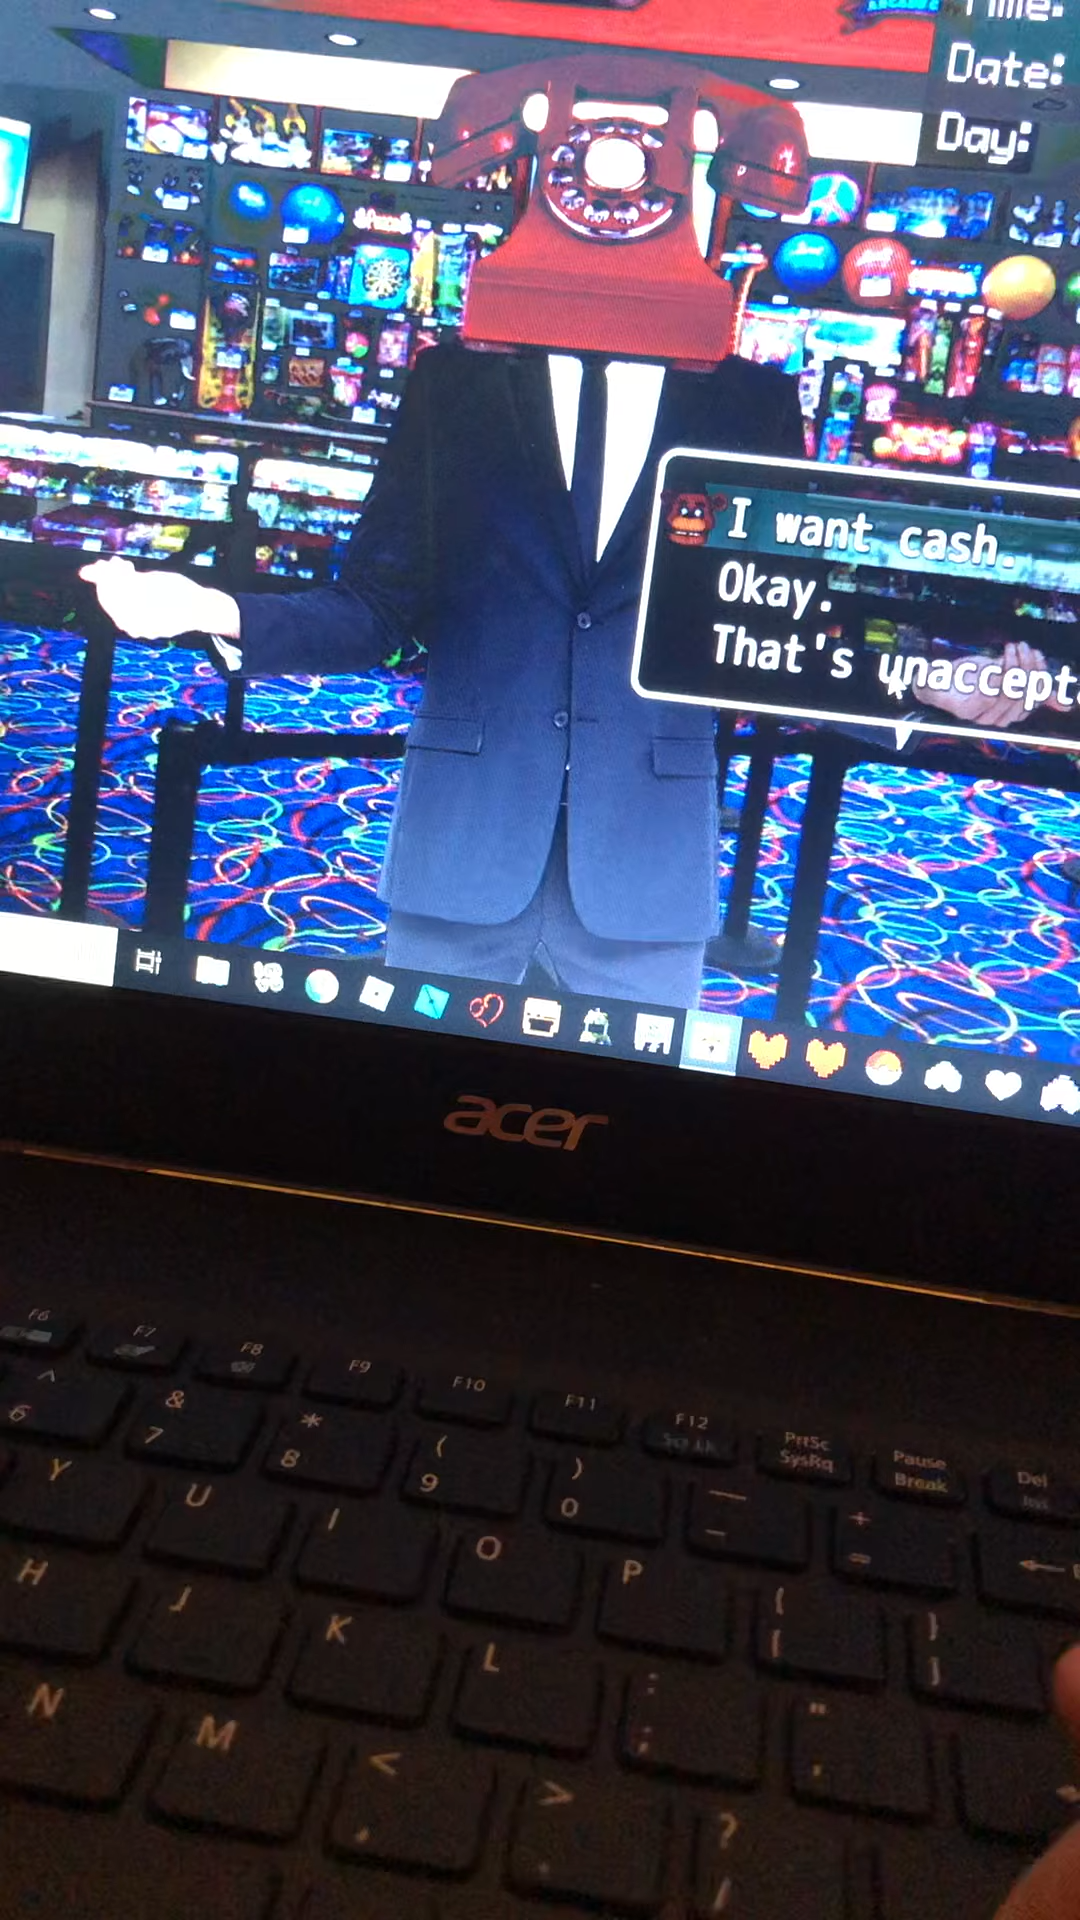 Time:
Date:
Day:
I want cash.
Okay.
That's unaccept
acer
F6
F7
F8
F9
F10
F11
F12
PrtSc
SysRq
Pause
Break
Del
^
6
&
7
*
8
(
9
)
0
+
=
Y
U
I
O
P
{
[
}
]
H
J
K
L
:
;
"
'
N
M
<
,
>
.
?
/